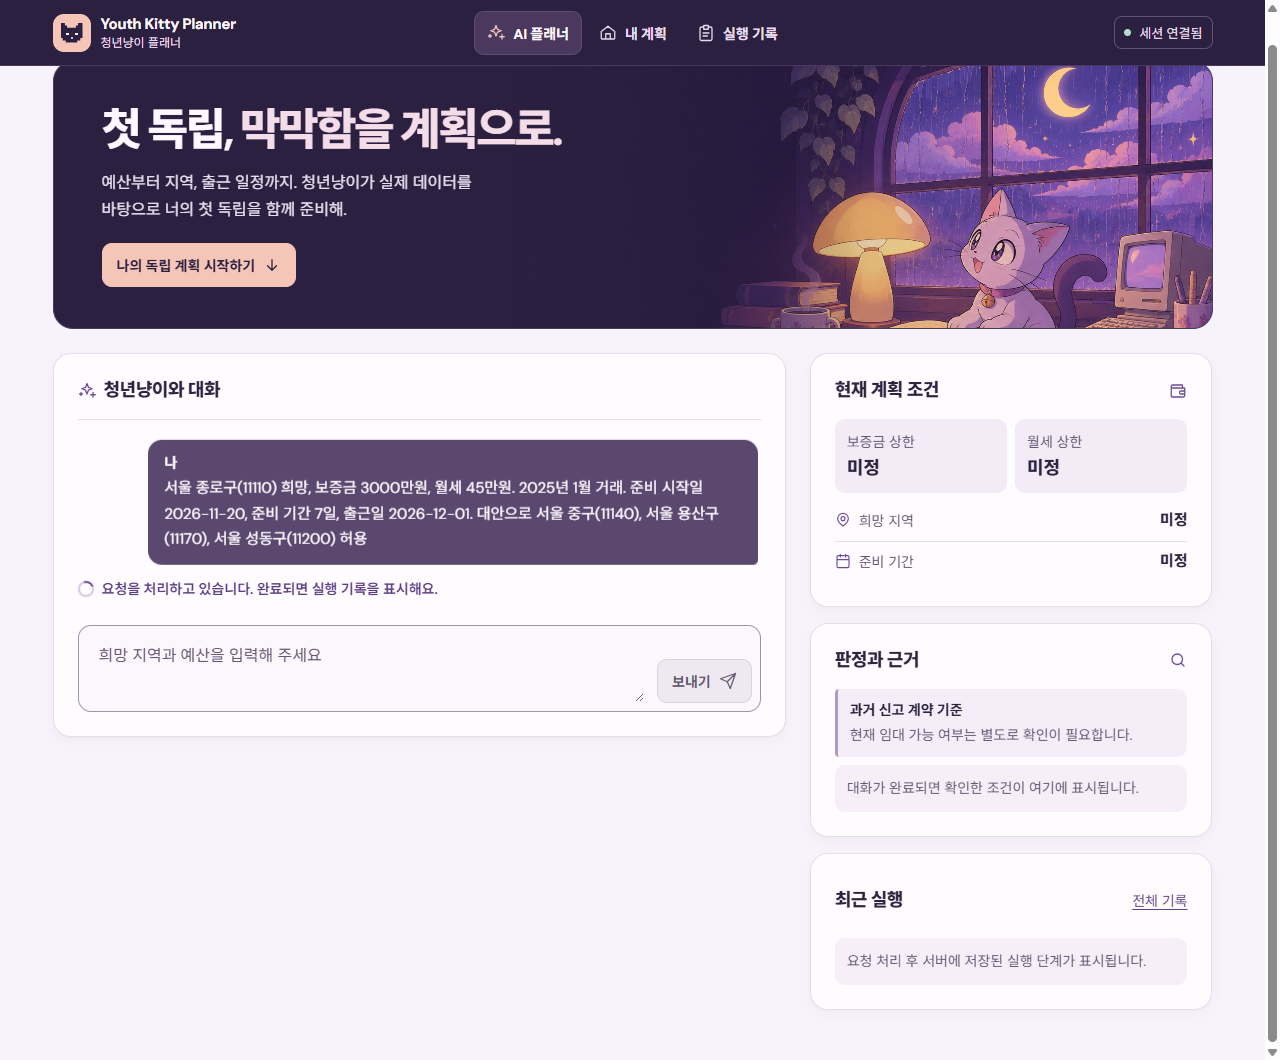 Youth Kitty Planner
청년냥이 플래너
AI 플래너
내 계획
실행 기록
세션 연결됨
첫 독립, 막막함을 계획으로.
예산부터 지역, 출근 일정까지. 청년냥이가 실제 데이터를
바탕으로 너의 첫 독립을 함께 준비해.
나의 독립 계획 시작하기
청년냥이와 대화
나
서울 종로구(11110) 희망, 보증금 3000만원, 월세 45만원. 2025년 1월 거래. 준비 시작일
2026-11-20, 준비 기간 7일, 출근일 2026-12-01. 대안으로 서울 중구(11140), 서울 용산구
(11170), 서울 성동구(11200) 허용
요청을 처리하고 있습니다. 완료되면 실행 기록을 표시해요.
희망 지역과 예산을 입력해 주세요
보내기
현재 계획 조건
보증금 상한
미정
월세 상한
미정
희망 지역
미정
준비 기간
미정
판정과 근거
과거 신고 계약 기준
현재 임대 가능 여부는 별도로 확인이 필요합니다.
대화가 완료되면 확인한 조건이 여기에 표시됩니다.
최근 실행
전체 기록
요청 처리 후 서버에 저장된 실행 단계가 표시됩니다.